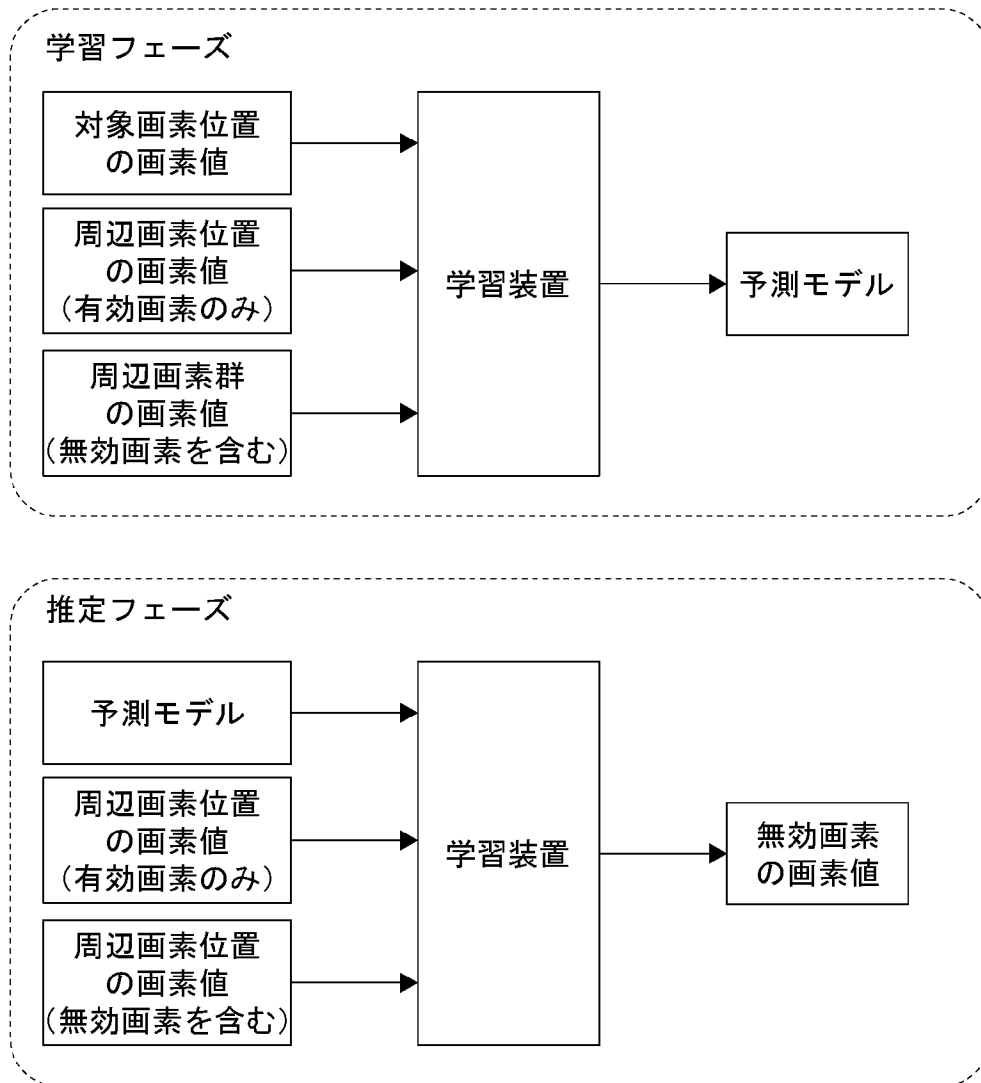 学習フェーズ
対象画素位置
の画素値
周辺画素位置
の画素値
(有効画素のみ)
周辺画素群
の画素値
(無効画素を含む)
学習装置
予測モデル
推定フェーズ
予測モデル
周辺画素位置
の画素値
(有効画素のみ)
周辺画素位置
の画素値
(無効画素を含む)
学習装置
無効画素
の画素値